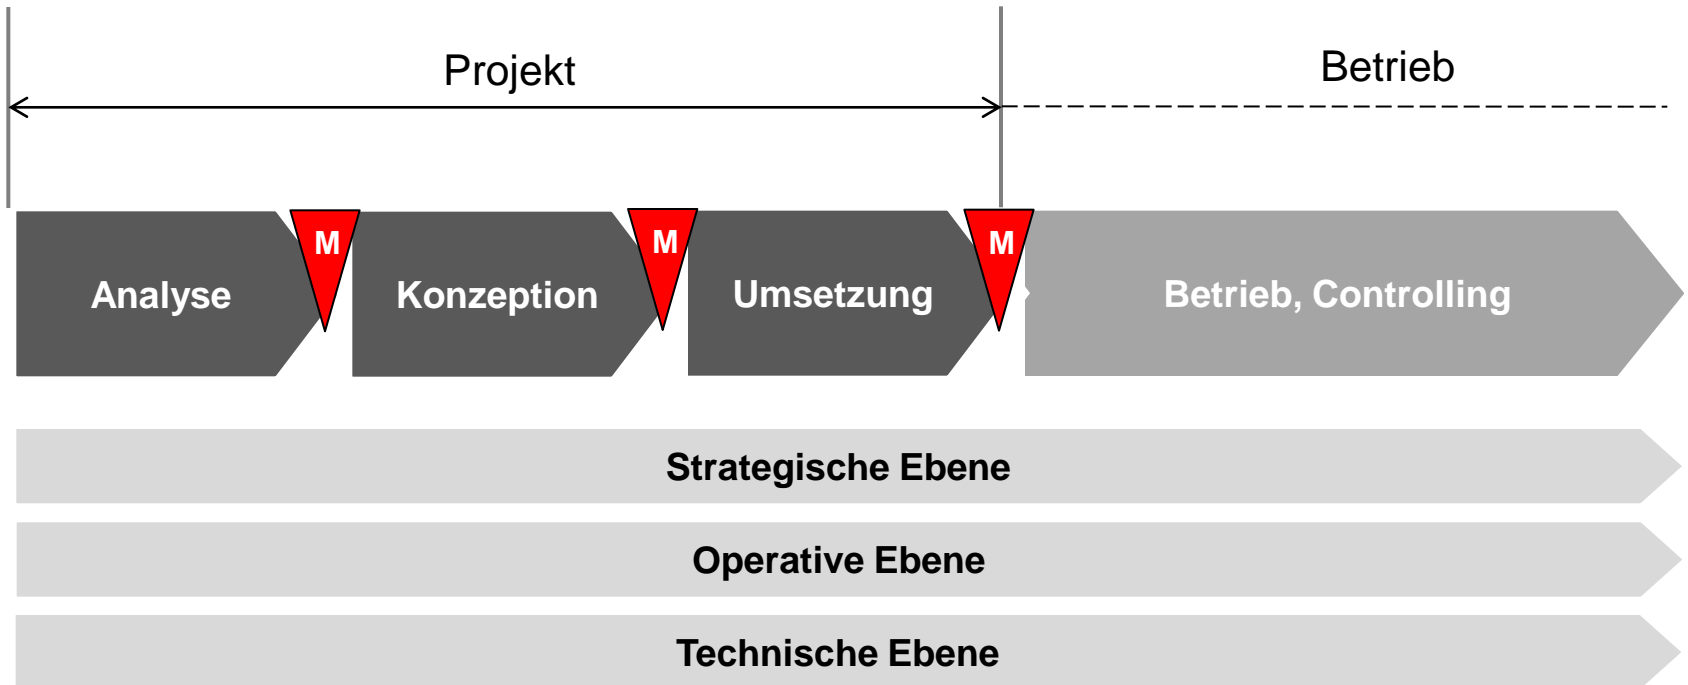 Projekt
Betrieb
M
M
M
Analyse
Konzeption
Umsetzung
Betrieb, Controlling
Strategische Ebene
Operative Ebene
Technische Ebene